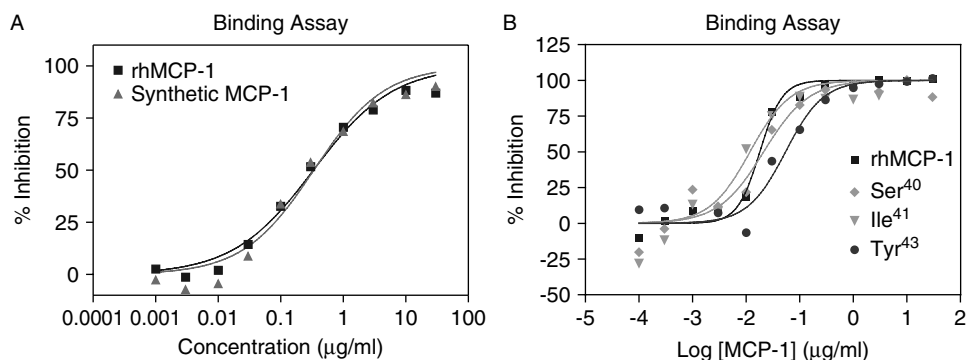 A
Binding Assay
100
75
50
25
0
% Inhibition
rhMCP-1
Synthetic MCP-1
0.0001
0.001
0.01
0.1
1
10
100
Concentration (μg/ml)
B
Binding Assay
125
100
75
50
25
0
-25
-50
% Inhibition
rhMCP-1
Ser⁴⁰
Ile⁴¹
Tyr⁴³
-5
-4
-3
-2
-1
0
1
2
Log [MCP-1] (μg/ml)